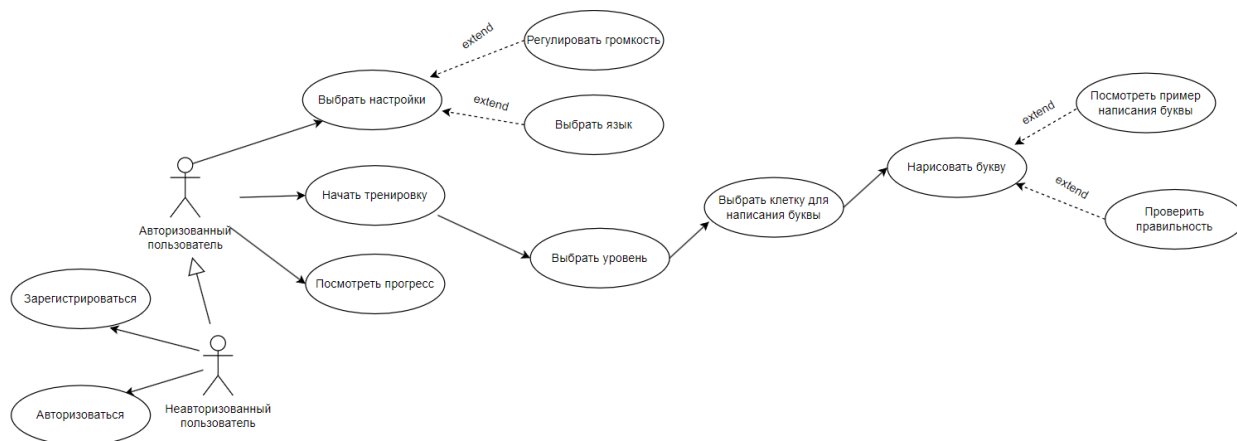 extend
Регулировать громкость
Выбрать настройки
extend
Выбрать язык
Посмотреть пример
написания буквы
extend
Нарисовать букву
extend
Проверить
правильность
Начать тренировку
Выбрать клетку для
написания буквы
Авторизованный
пользователь
Выбрать уровень
Посмотреть прогресс
Зарегистрироваться
Авторизоваться
Неавторизованный
пользователь